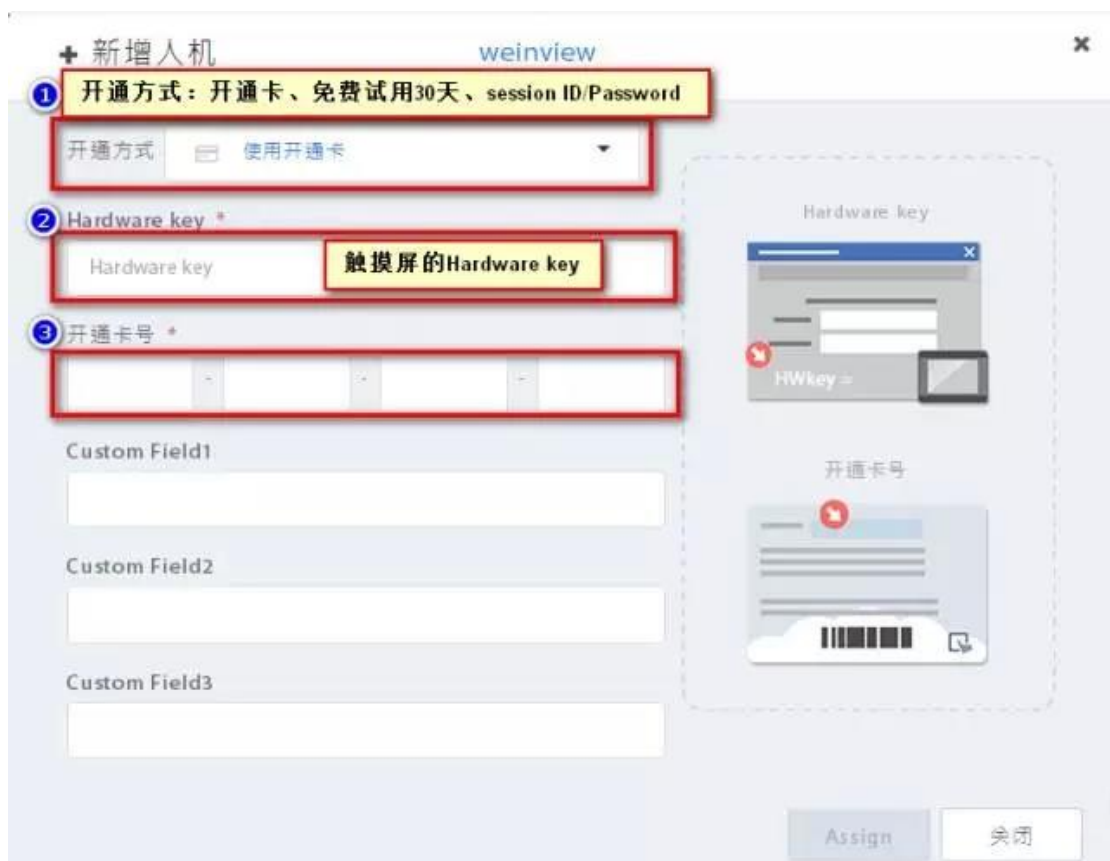 + 新增人机 weinview ×
1 开通方式：开通卡、免费试用30天、session ID/Password
开通方式 使用开通卡
2 Hardware key *
Hardware key 触摸屏的Hardware key
3 开通卡号 *
- - -
Custom Field1
Custom Field2
Custom Field3
Hardware key
HWkey =
开通卡号
Assign 关闭